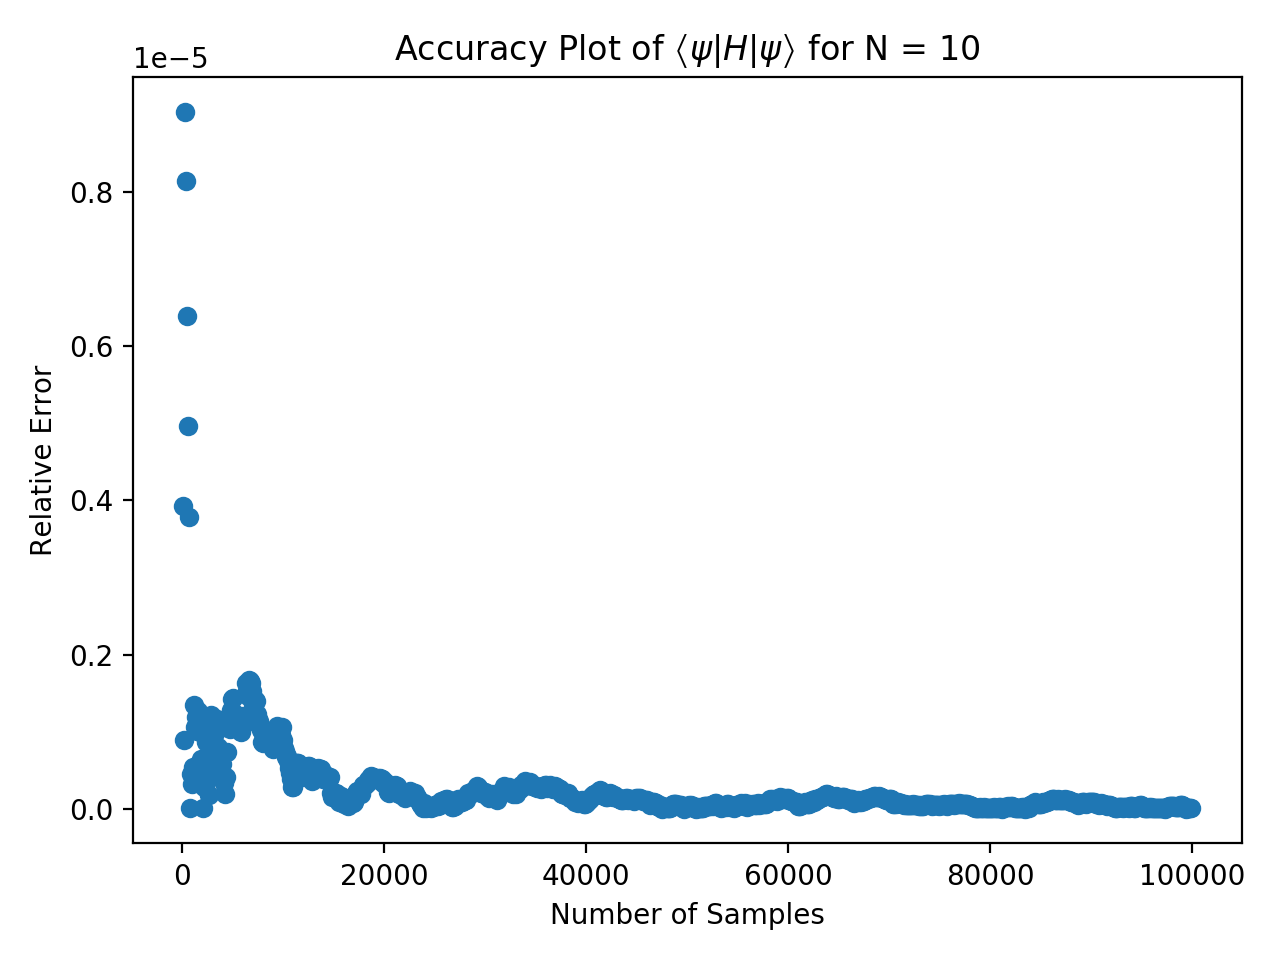 Accuracy Plot of ⟨ψ|H|ψ⟩ for N = 10
1e−5
0.8
0.6
0.4
0.2
0.0
Relative Error
0 20000 40000 60000 80000 100000
Number of Samples